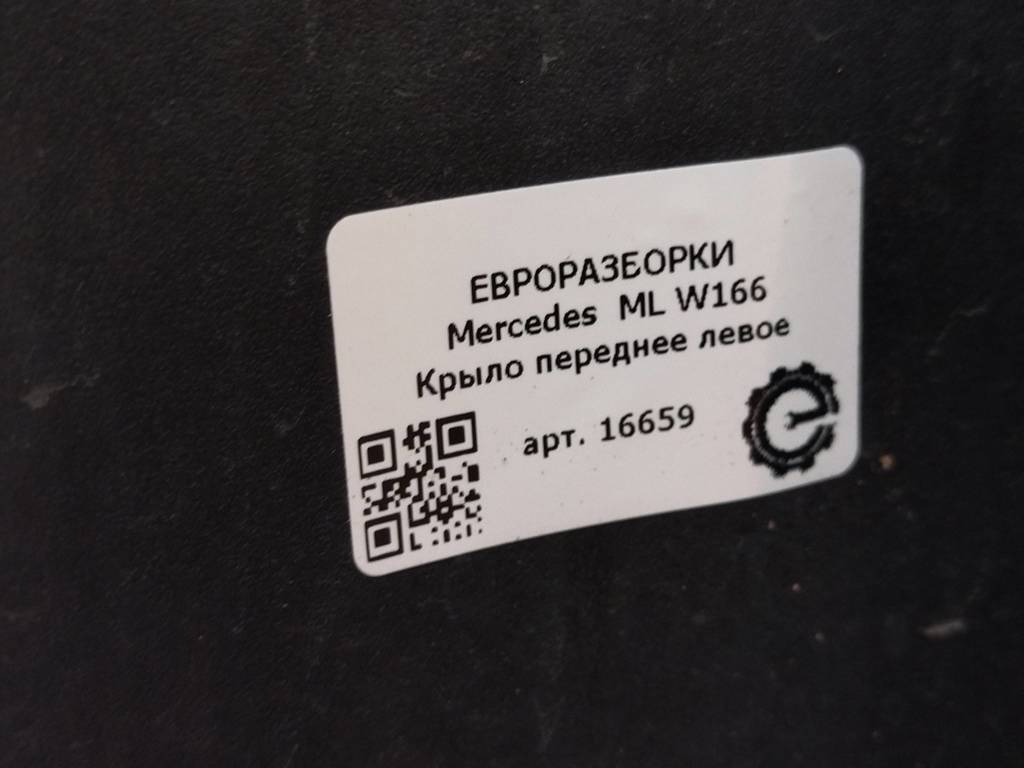 ЕВРОРАЗБОРКИ
Mercedes ML W166
Крыло переднее левое
арт. 16659